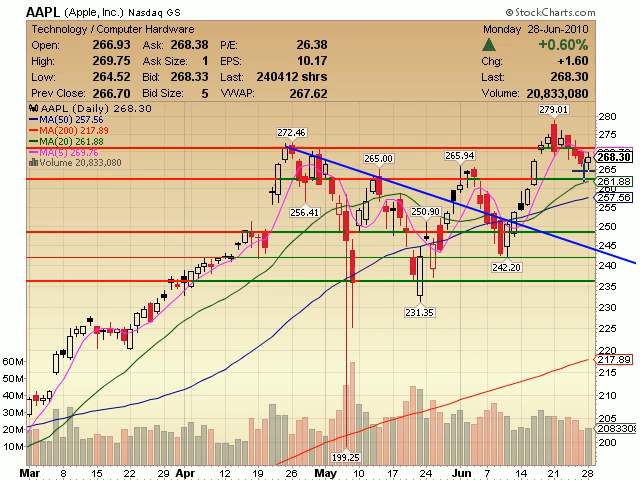 AAPL (Apple, Inc.) Nasdaq GS
© StockCharts.com
Technology / Computer Hardware
Monday 28-Jun-2010
Open: 266.93 Ask: 268.38 P/E: 26.38 +0.60%
High: 269.75 Ask Size: 1 EPS: 10.17 Chg: +1.60
Low: 264.52 Bid: 268.33 Last: 240412 shrs Last: 268.30
Prev Close: 266.70 Bid Size: 5 VWAP: 267.62 Volume: 20,833,080
AAPL (Daily) 268.30
MA(50) 257.56
MA(200) 217.89
MA(20) 261.88
MA(5) 269.76
Volume 20,833,080
279.01
272.46
265.00
265.94
256.41
250.90
242.20
231.35
199.25
280
275
268.30
265
261.88
257.56
255
250
245
240
235
230
225
220
217.89
210
205
200
60M
50M
40M
30M
20M
10M
Mar 8 15 22 29 Apr 12 19 26 May 10 17 24 Jun 7 14 21 28